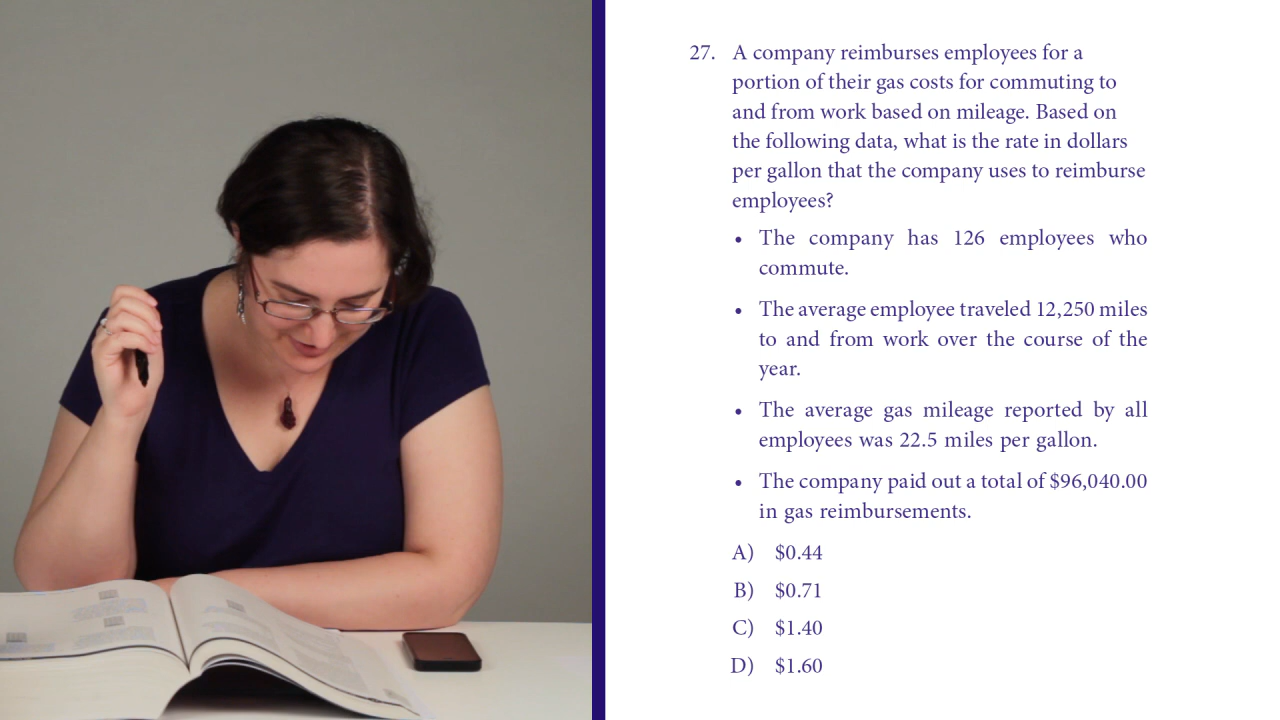 27. A company reimburses employees for a
portion of their gas costs for commuting to
and from work based on mileage. Based on
the following data, what is the rate in dollars
per gallon that the company uses to reimburse
employees?
• The company has 126 employees who
commute.
• The average employee traveled 12,250 miles
to and from work over the course of the
year.
• The average gas mileage reported by all
employees was 22.5 miles per gallon.
• The company paid out a total of $96,040.00
in gas reimbursements.
A) $0.44
B) $0.71
C) $1.40
D) $1.60